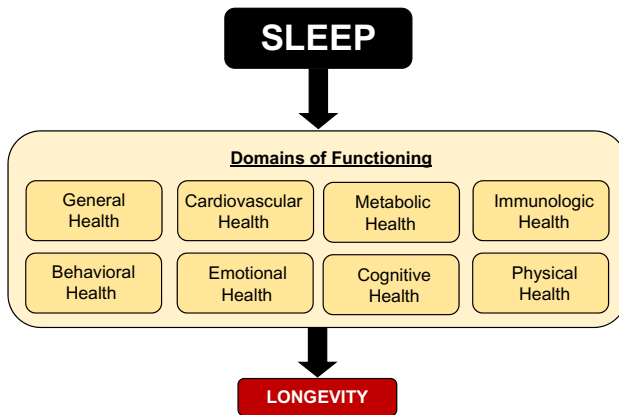 SLEEP
Domains of Functioning
General
Health
Cardiovascular
Health
Metabolic
Health
Immunologic
Health
Behavioral
Health
Emotional
Health
Cognitive
Health
Physical
Health
LONGEVITY